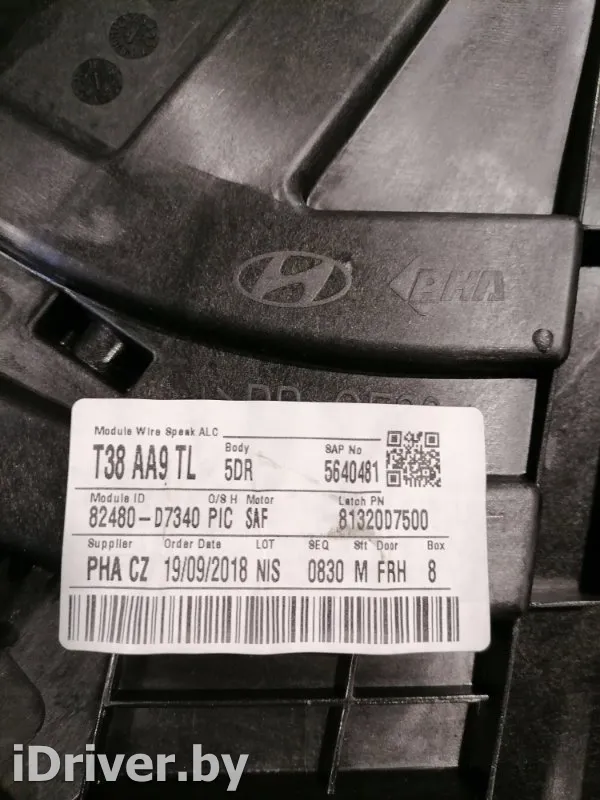 PHA
Module Wire Speak ALC
T38 AA9 TL
Body
5DR
SAP No
5640481
Module ID O/S H Motor Latch PN
82480-D7340 PIC SAF 81320D7500
Supplier Order Date LOT SEQ Stt Door Box
PHA CZ 19/09/2018 NIS 0830 M FRH 8
iDriver.by